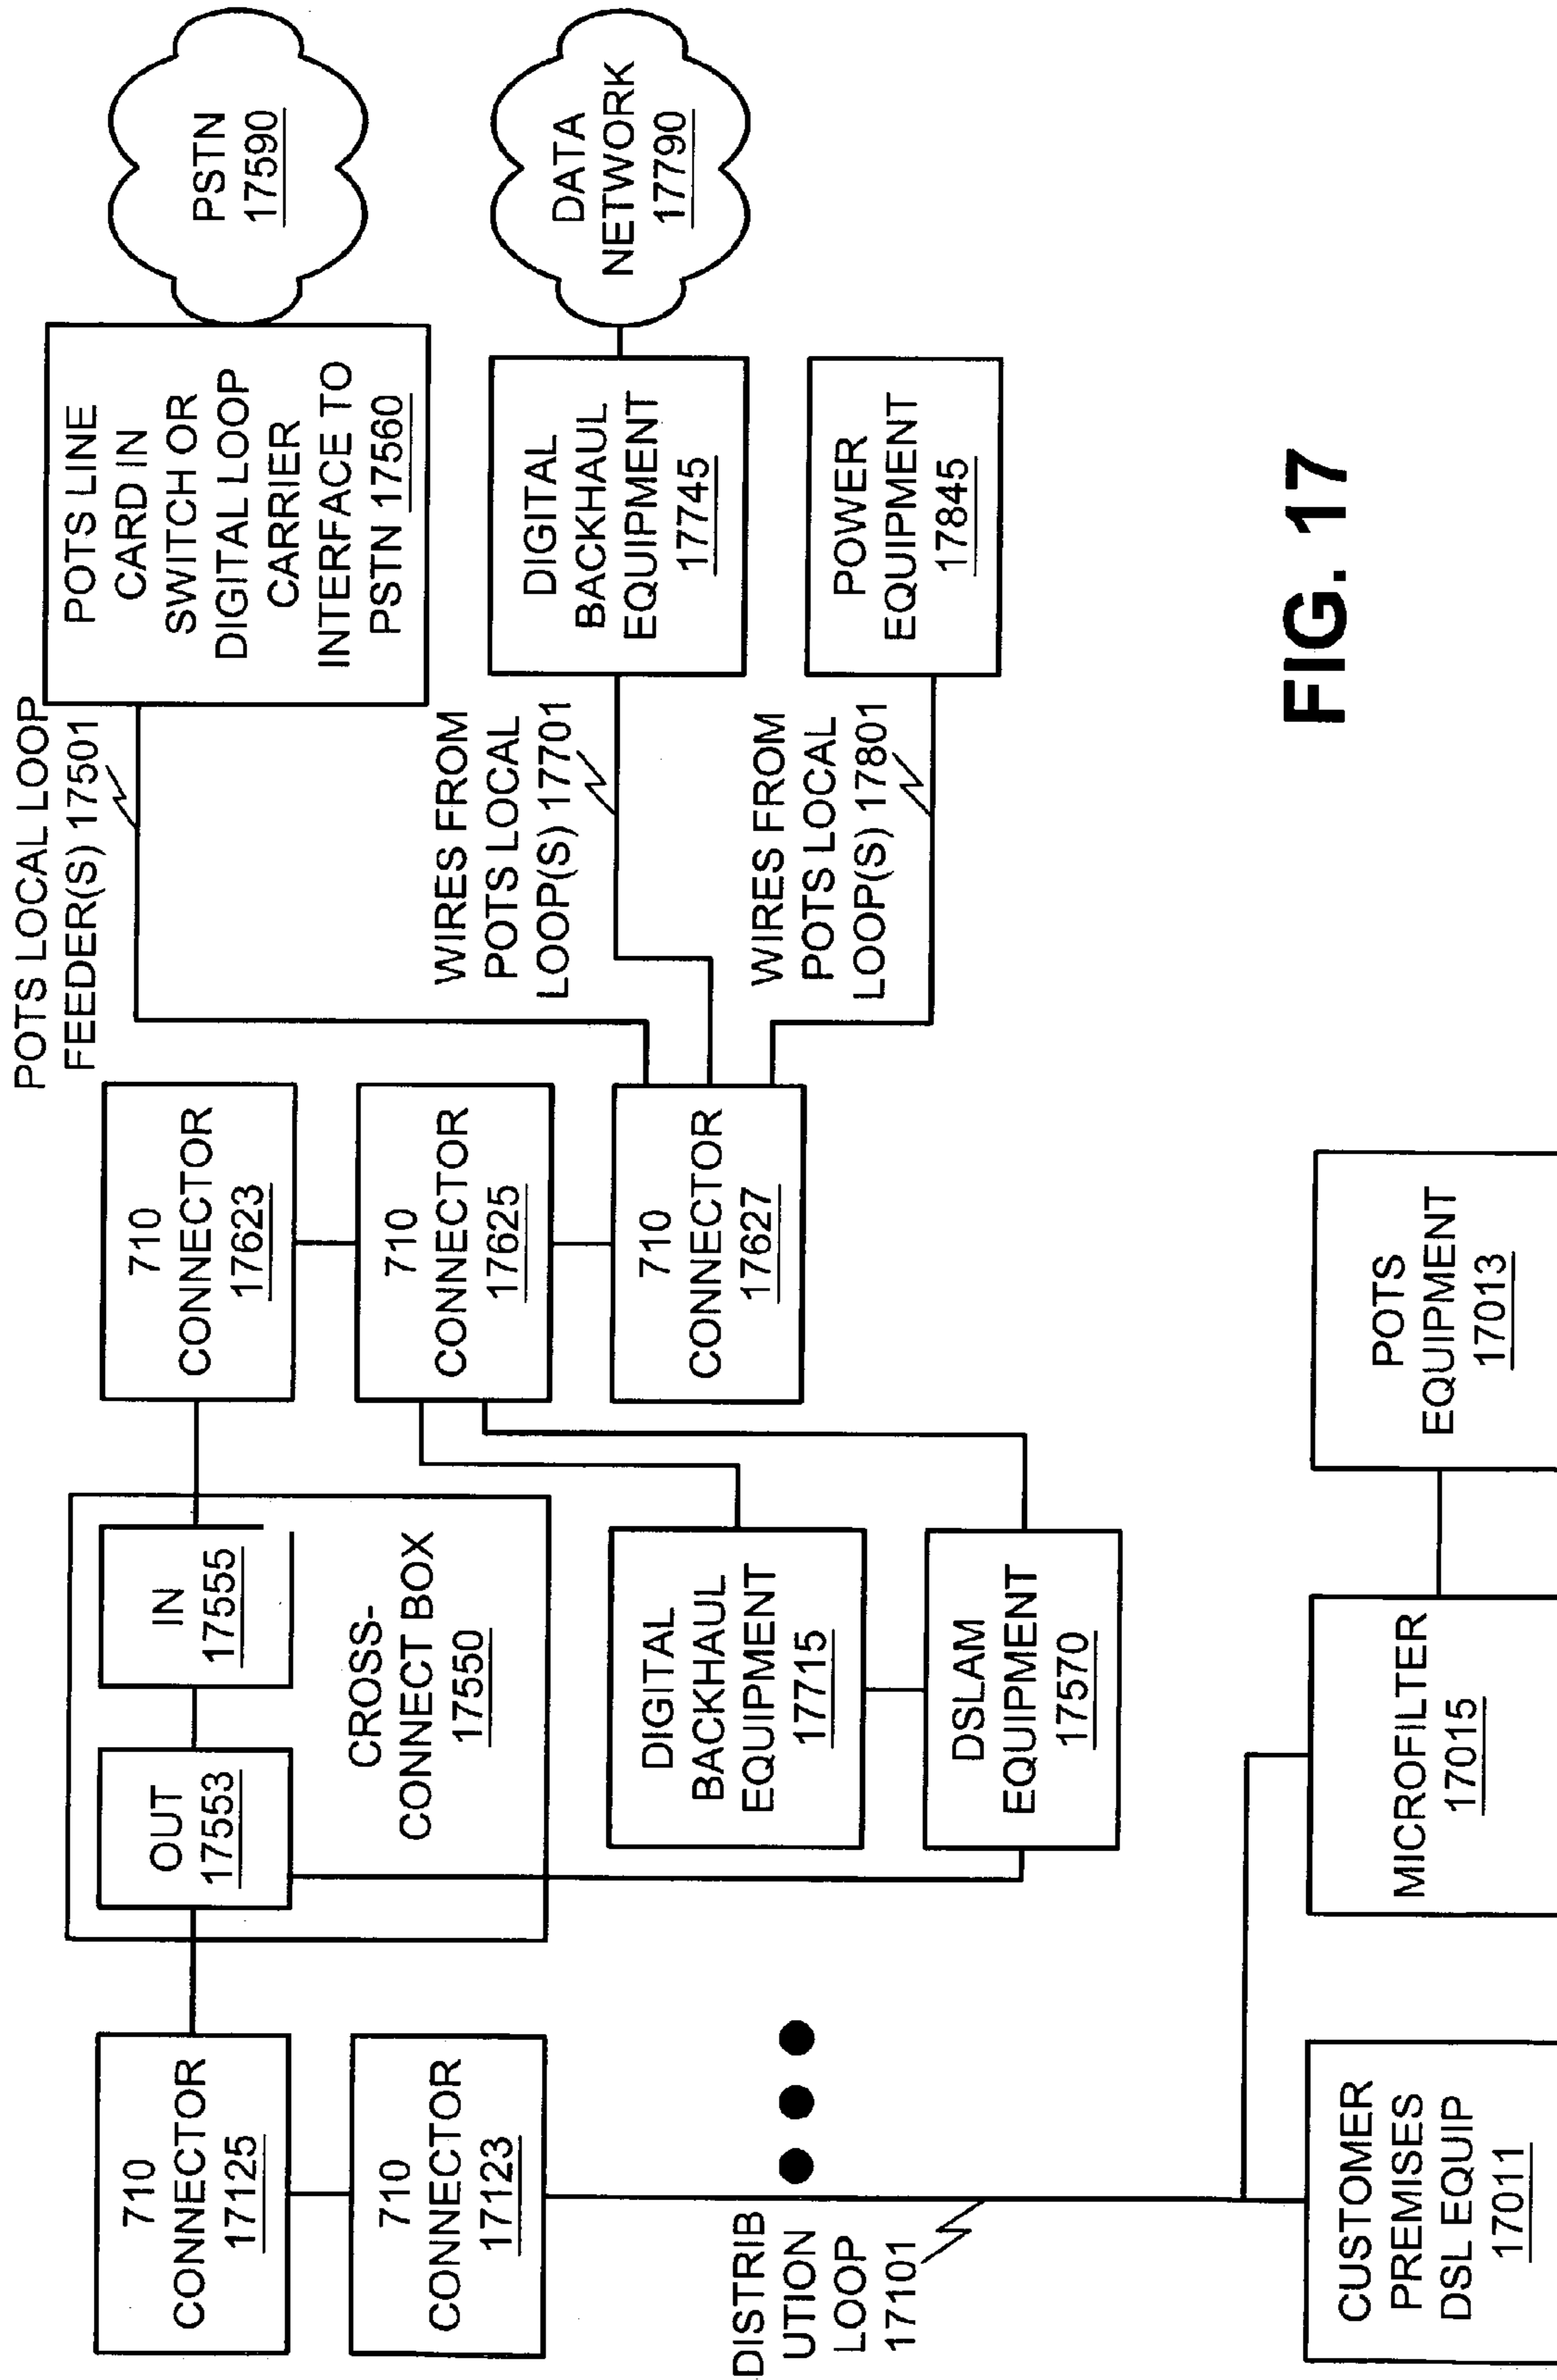 710
CONNECTOR
17125
710
CONNECTOR
17123
DISTRIB
UTION
LOOP
17101
CUSTOMER
PREMISES
DSL EQUIP
17011
OUT
17553
IN
17555
CROSS-
CONNECT BOX
17550
DIGITAL
BACKHAUL
EQUIPMENT
17715
DSLAM
EQUIPMENT
17570
MICROFILTER
17015
POTS
EQUIPMENT
17013
710
CONNECTOR
17623
710
CONNECTOR
17625
710
CONNECTOR
17627
POTS LOCAL LOOP
FEEDER(S) 17501
WIRES FROM
POTS LOCAL
LOOP(S) 17701
WIRES FROM
POTS LOCAL
LOOP(S) 17801
POTS LINE
CARD IN
SWITCH OR
DIGITAL LOOP
CARRIER
INTERFACE TO
PSTN 17560
DIGITAL
BACKHAUL
EQUIPMENT
17745
POWER
EQUIPMENT
17845
PSTN
17590
DATA
NETWORK
17790
FIG. 17